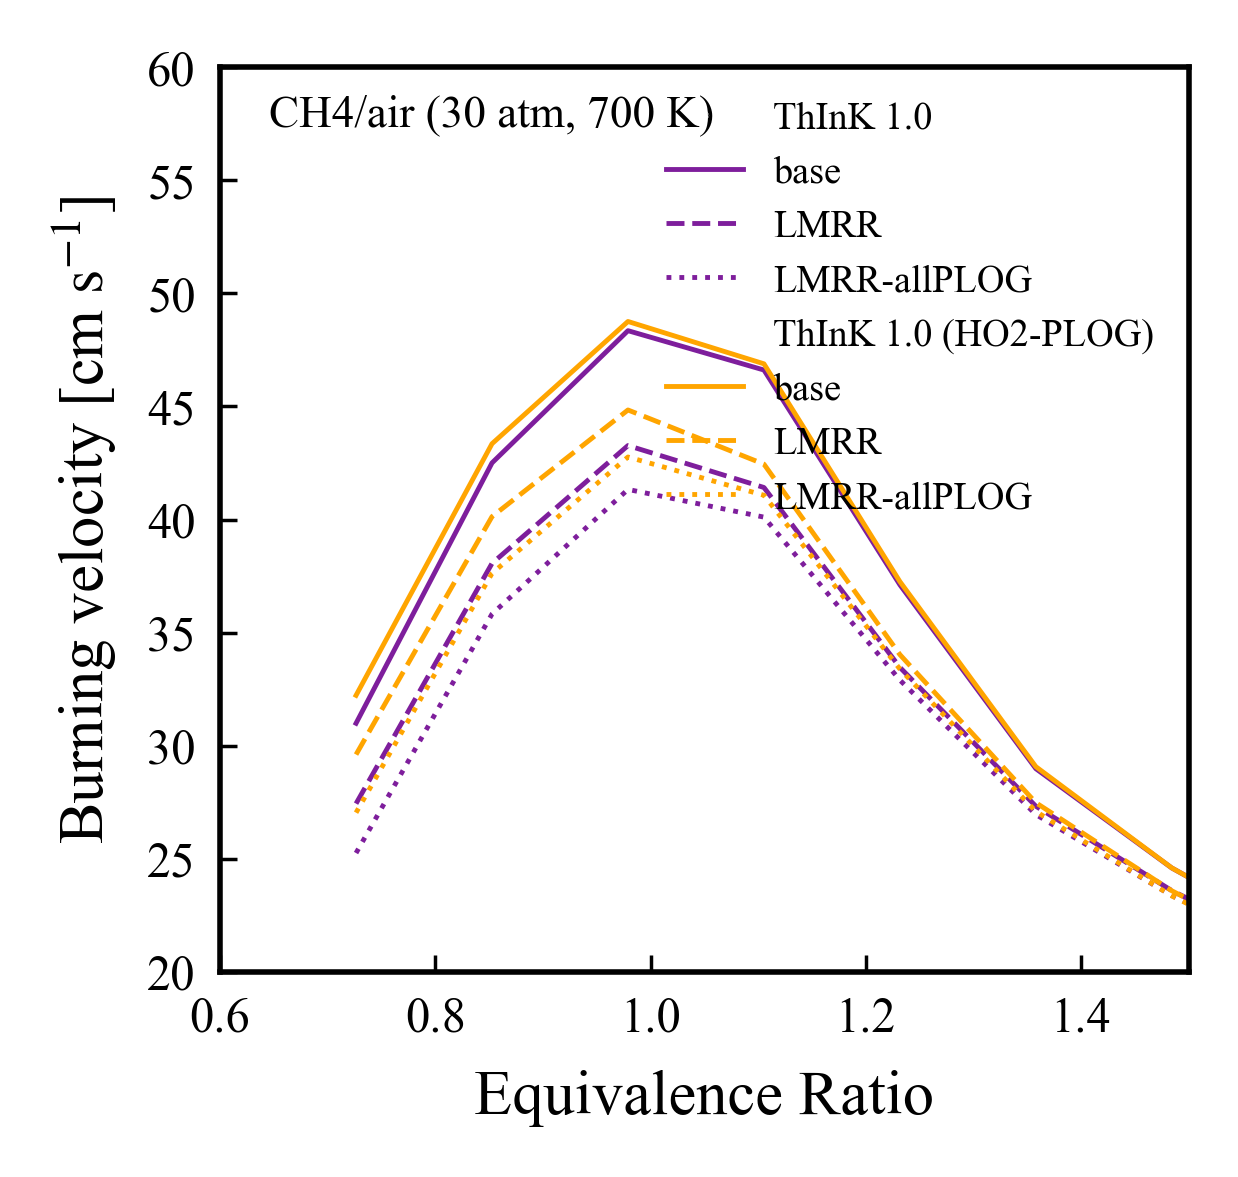 60
CH4/air (30 atm, 700 K)
ThInK 1.0
base
LMRR
LMRR-allPLOG
ThInK 1.0 (HO2-PLOG)
base
LMRR
LMRR-allPLOG
55
50
45
40
35
30
25
20
Burning velocity [cm s⁻¹]
0.6 0.8 1.0 1.2 1.4
Equivalence Ratio